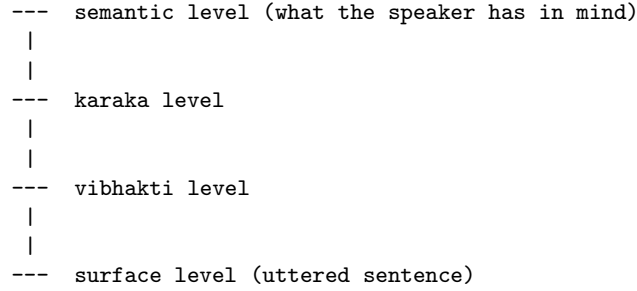 --- semantic level (what the speaker has in mind)
|
|
--- karaka level
|
|
--- vibhakti level
|
|
--- surface level (uttered sentence)